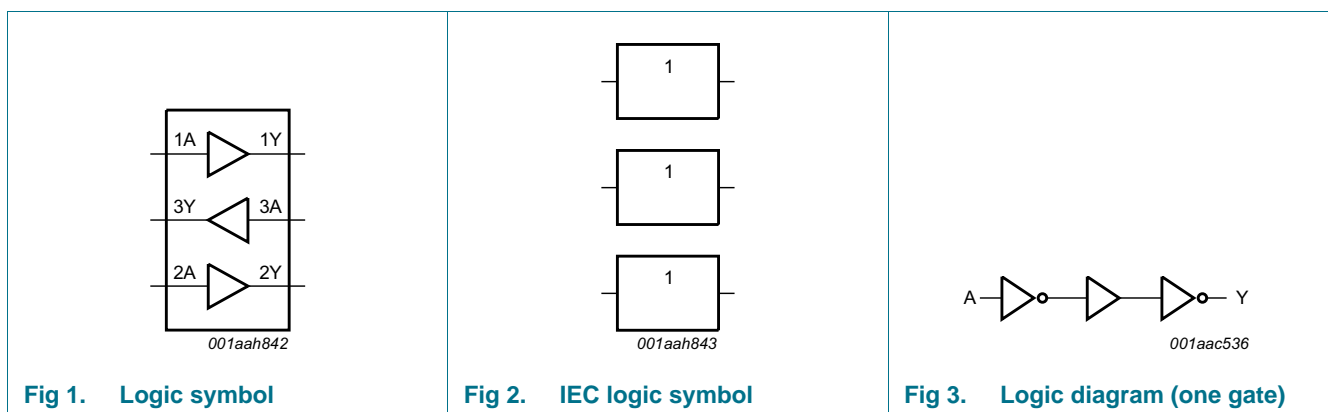 1A 1Y
3Y 3A
2A 2Y
001aah842
Fig 1. Logic symbol
1
1
1
001aah843
Fig 2. IEC logic symbol
A Y
001aac536
Fig 3. Logic diagram (one gate)